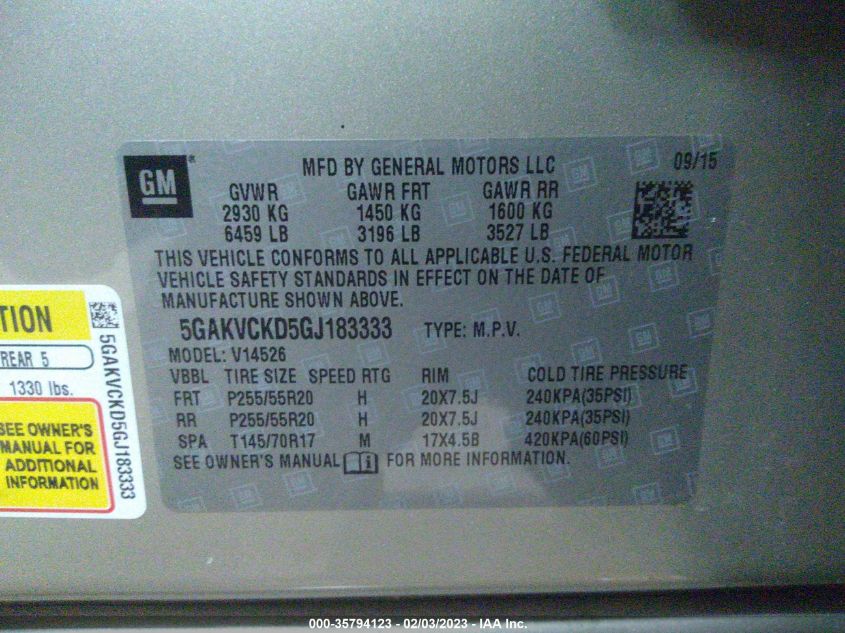 GM
MFD BY GENERAL MOTORS LLC 09/15
GVWR GAWR FRT GAWR RR
2930 KG 1450 KG 1600 KG
6459 LB 3196 LB 3527 LB
THIS VEHICLE CONFORMS TO ALL APPLICABLE U.S. FEDERAL MOTOR
VEHICLE SAFETY STANDARDS IN EFFECT ON THE DATE OF
MANUFACTURE SHOWN ABOVE.
5GAKVCKD5GJ183333 TYPE: M.P.V.
MODEL: V14526
VBBL TIRE SIZE SPEED RTG RIM COLD TIRE PRESSURE
FRT P255/55R20 H 20X7.5J 240KPA(35PSI)
RR P255/55R20 H 20X7.5J 240KPA(35PSI)
SPA T145/70R17 M 17X4.5B 420KPA(60PSI)
SEE OWNER'S MANUAL FOR MORE INFORMATION.
REAR 5
1330 lbs.
SEE OWNER'S
MANUAL FOR
ADDITIONAL
INFORMATION
5GAKVCKD5GJ183333
000-35794123 - 02/03/2023 - IAA Inc.